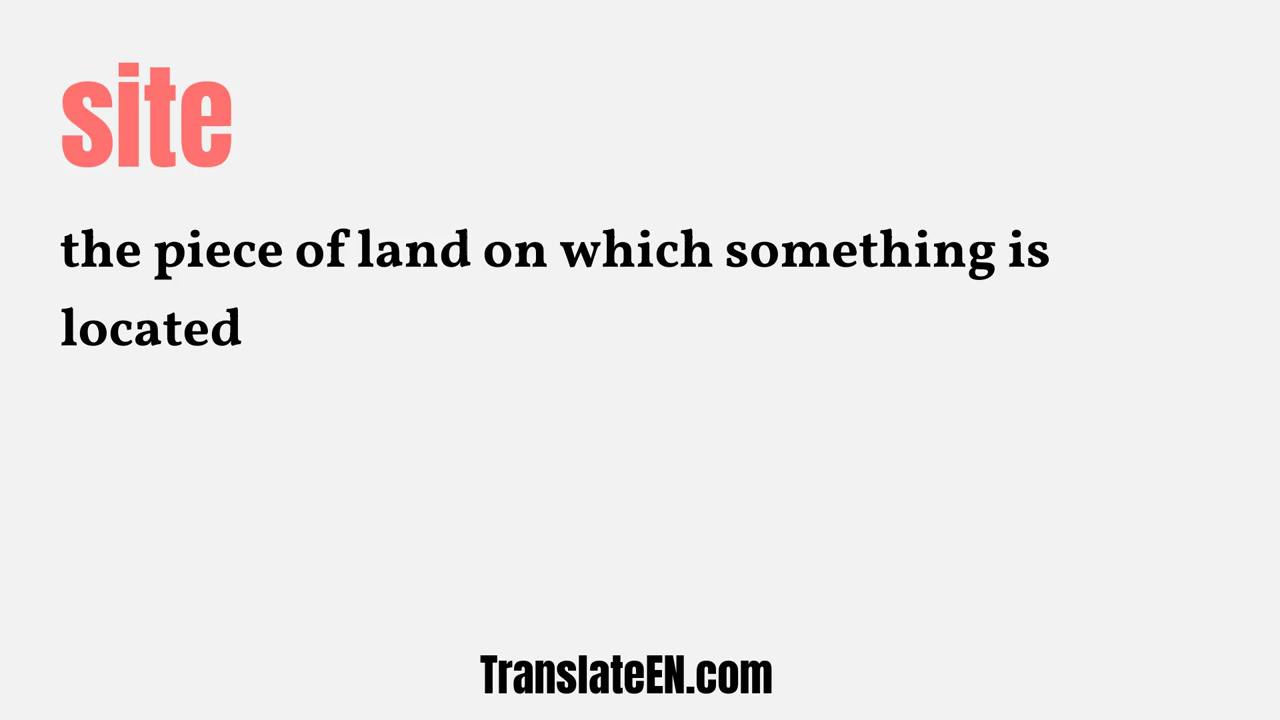 site
the piece of land on which something is
located
TranslateEN.com